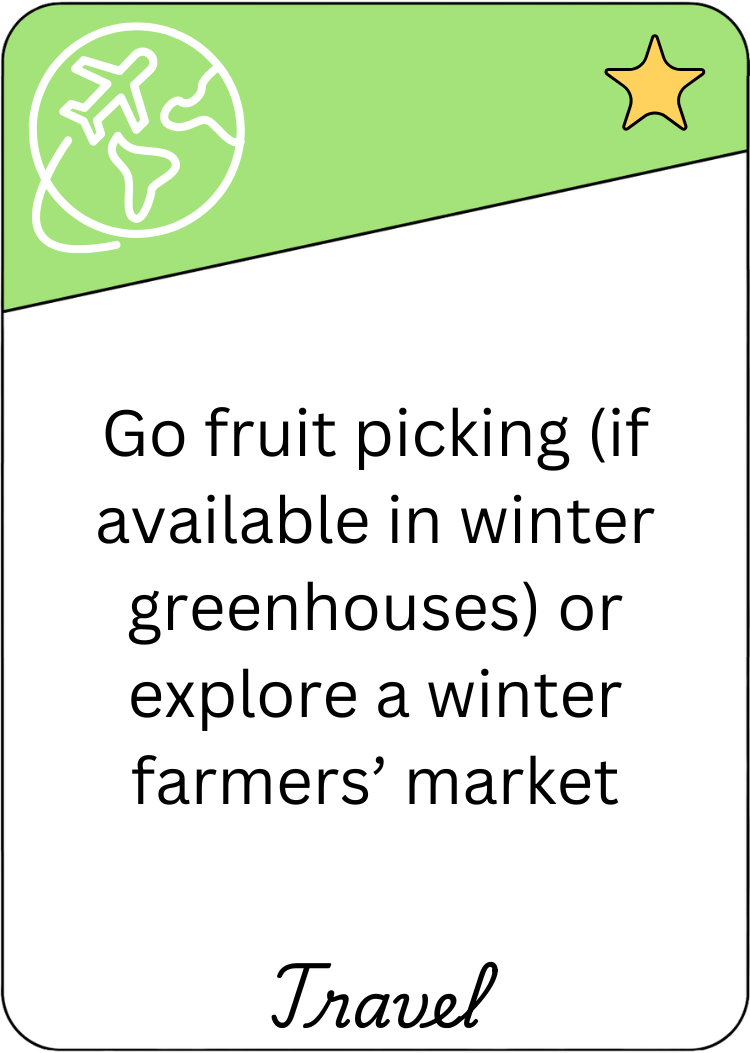 Go fruit picking (if
available in winter
greenhouses) or
explore a winter
farmers’ market
Travel